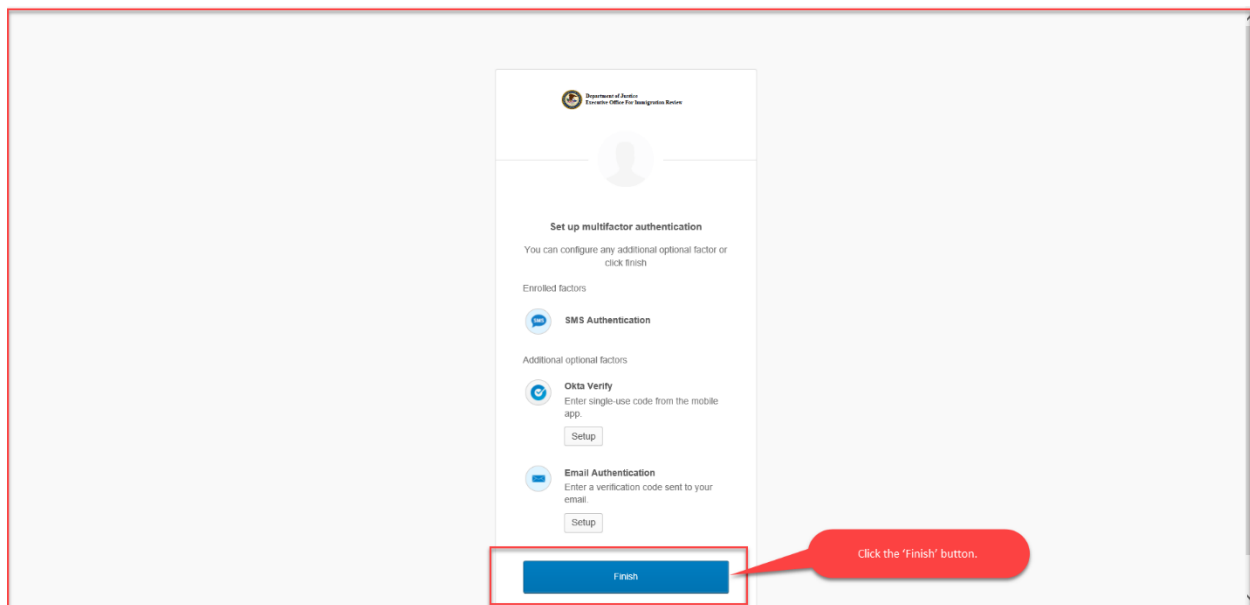 Department of Justice
Executive Office For Immigration Review
Set up multifactor authentication
You can configure any additional optional factor or
click finish
Enrolled factors
SMS
SMS Authentication
Additional optional factors
Okta Verify
Enter single-use code from the mobile
app.
Setup
Email Authentication
Enter a verification code sent to your
email.
Setup
Click the 'Finish' button.
Finish